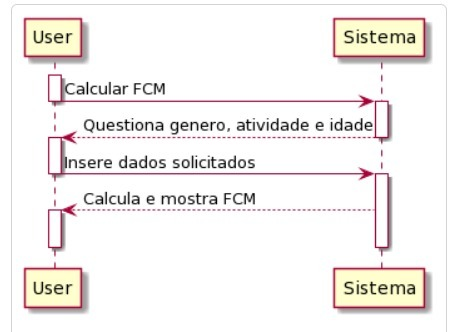 User Sistema
Calcular FCM
Questiona genero, atividade e idade
Insere dados solicitados
Calcula e mostra FCM
User Sistema